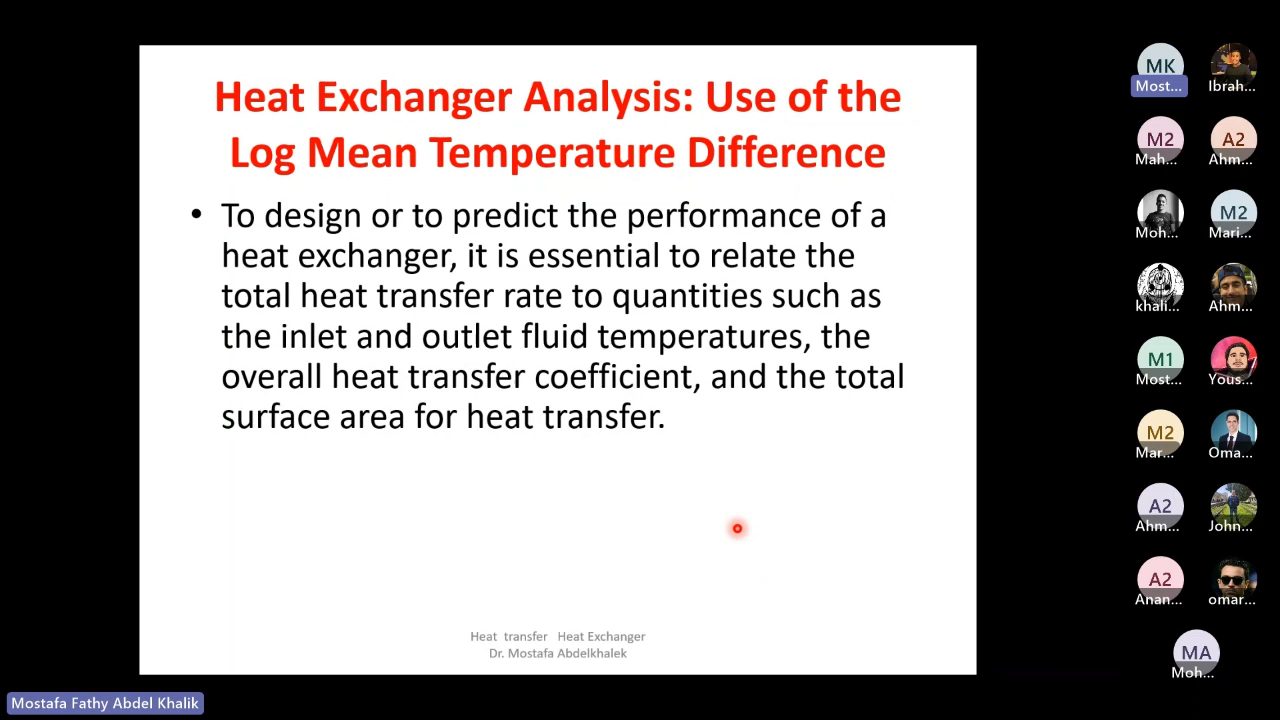 Heat Exchanger Analysis: Use of the
Log Mean Temperature Difference
• To design or to predict the performance of a
heat exchanger, it is essential to relate the
total heat transfer rate to quantities such as
the inlet and outlet fluid temperatures, the
overall heat transfer coefficient, and the total
surface area for heat transfer.
Heat transfer Heat Exchanger
Dr. Mostafa Abdelkhalek
Mostafa Fathy Abdel Khalik
MK
Most...
Ibrah...
M2
Mah...
A2
Ahm...
Moh...
M2
Mari...
khali...
Ahm...
M1
Most...
Yous...
M2
Mar...
Oma...
A2
Ahm...
John...
A2
Anan...
omar...
MA
Moh...